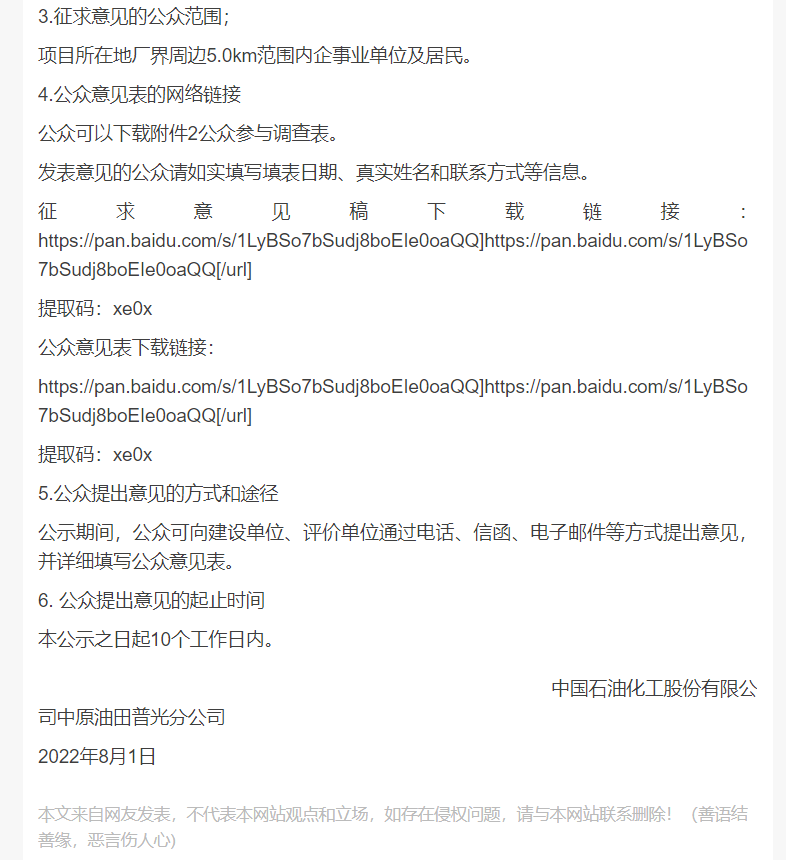 3.征求意见的公众范围；
项目所在地厂界周边5.0km范围内企事业单位及居民。
4.公众意见表的网络链接
公众可以下载附件2公众参与调查表。
发表意见的公众请如实填写填表日期、真实姓名和联系方式等信息。
征求意见稿下载链接：
https://pan.baidu.com/s/1LyBSo7bSudj8boEle0oaQQ]https://pan.baidu.com/s/1LyBSo
7bSudj8boEle0oaQQ[/url]
提取码：xe0x
公众意见表下载链接：
https://pan.baidu.com/s/1LyBSo7bSudj8boEle0oaQQ]https://pan.baidu.com/s/1LyBSo
7bSudj8boEle0oaQQ[/url]
提取码：xe0x
5.公众提出意见的方式和途径
公示期间，公众可向建设单位、评价单位通过电话、信函、电子邮件等方式提出意见，
并详细填写公众意见表。
6. 公众提出意见的起止时间
本公示之日起10个工作日内。
中国石油化工股份有限公
司中原油田普光分公司
2022年8月1日
本文来自网友发表，不代表本网站观点和立场，如存在侵权问题，请与本网站联系删除！（善语结
善缘，恶言伤人心)